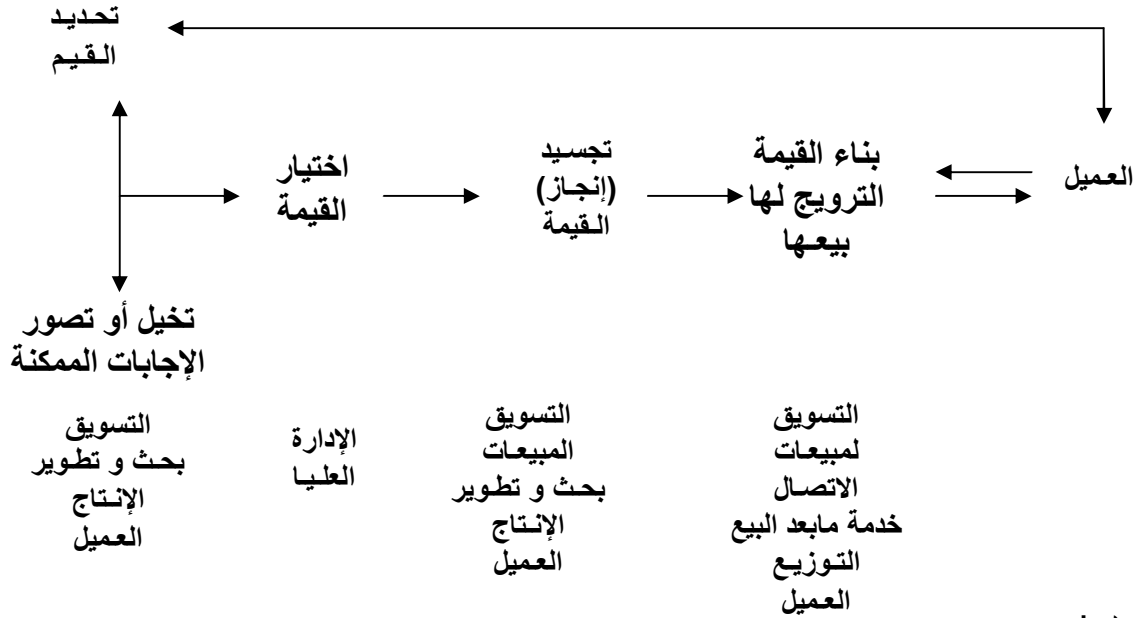 تحديد
القيم
اختيار
القيمة
تجسيد
(إنجاز)
القيمة
بناء القيمة
الترويج لها
بيعها
العميل
تخيل أو تصور
الإجابات الممكنة
التسويق
بحث و تطوير
الإنتاج
العميل
الإدارة
العليا
التسويق
المبيعات
بحث و تطوير
الإنتاج
العميل
التسويق
لمبيعات
الاتصال
خدمة مابعد البيع
التوزيع
العميل